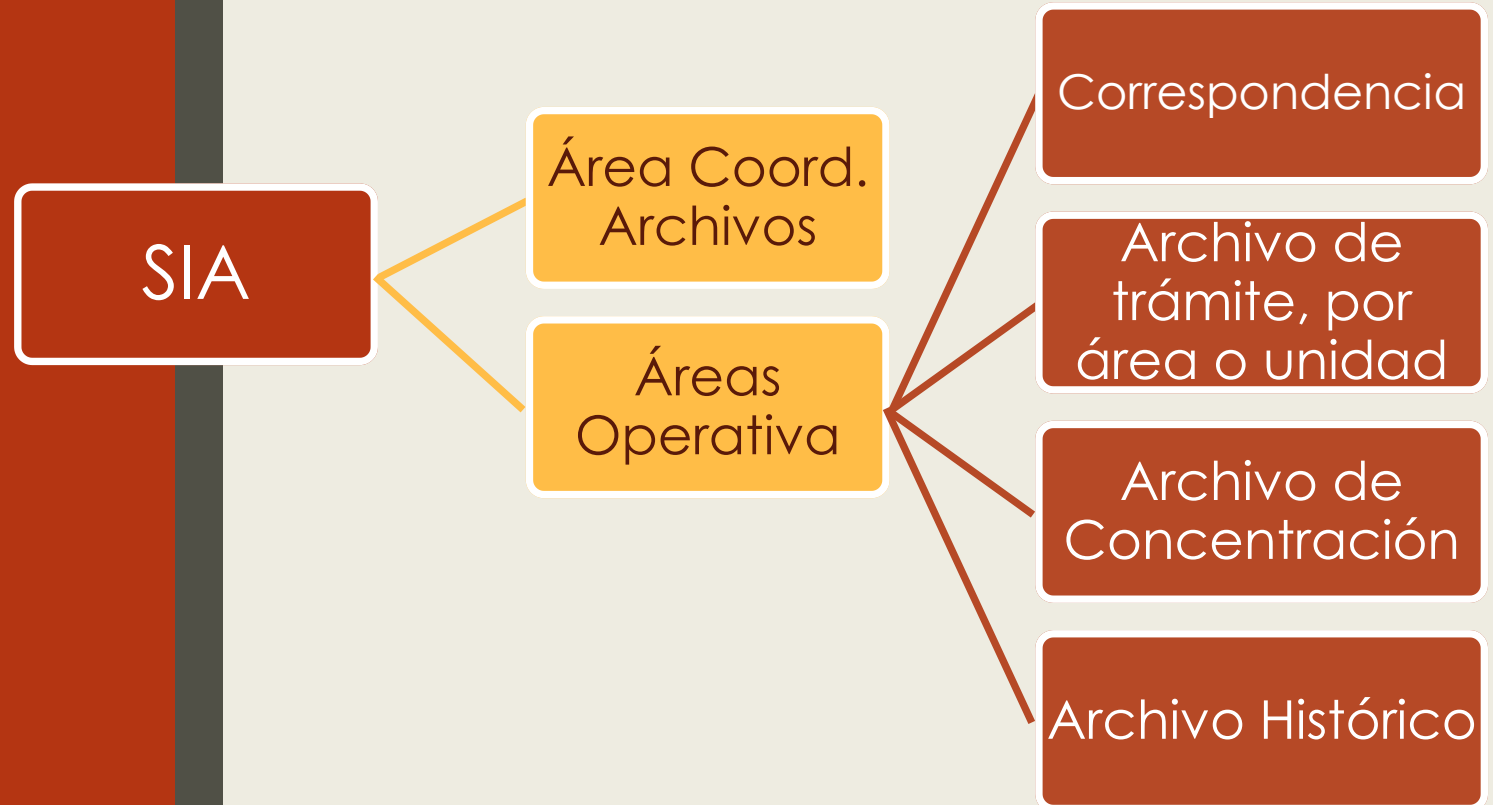 SIA
Área Coord.
Archivos
Áreas
Operativa
Correspondencia
Archivo de
trámite, por
área o unidad
Archivo de
Concentración
Archivo Histórico